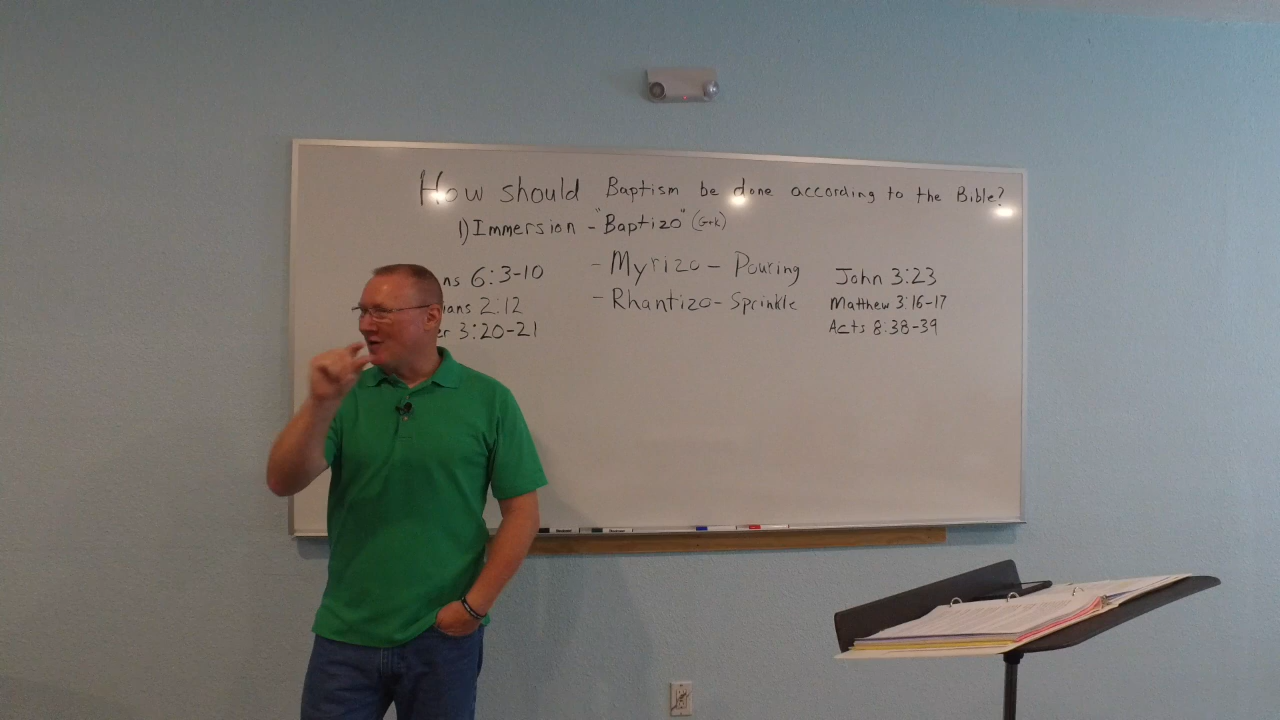 How should Baptism be done according to the Bible?
1) Immersion - "Baptizo" (Grk)
- Myrizo - Pouring
- Rhantizo - Sprinkle
ns 6:3-10
ians 2:12
er 3:20-21
John 3:23
Matthew 3:16-17
Acts 8:38-39